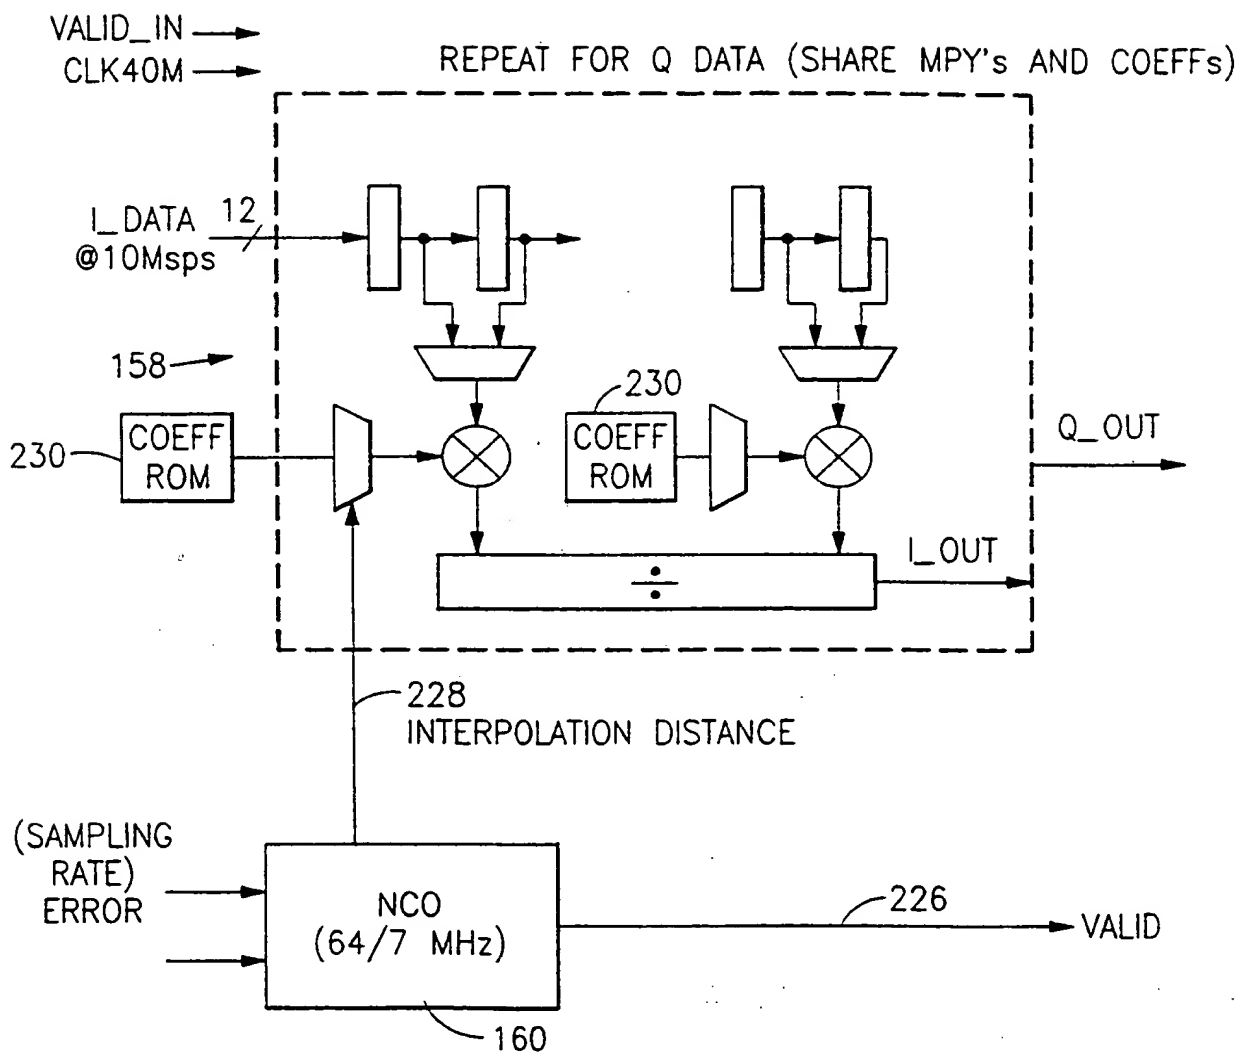 VALID_IN
CLK40M
REPEAT FOR Q DATA (SHARE MPY's AND COEFFs)
I_DATA
@10Msps
12
158
230
COEFF
ROM
230
COEFF
ROM
Q_OUT
I_OUT
÷
228
INTERPOLATION DISTANCE
(SAMPLING
RATE)
ERROR
NCO
(64/7 MHz)
226
VALID
160